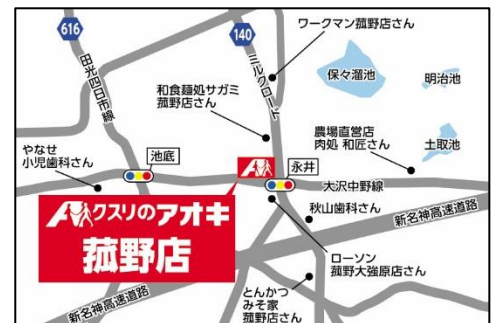 616
田光四日市線
140
ミルクロード
ワークマン菰野店さん
保々溜池
明治池
和食麺処サガミ
菰野店さん
農場直営店
肉処 和匠さん
土取池
やなせ
小児歯科さん
池底
永井
大沢中野線
クスリのアオキ
菰野店
秋山歯科さん
新名神高速道路
ローソン
菰野大強原店さん
とんかつ
みそ家
菰野店さん
新名神高速道路